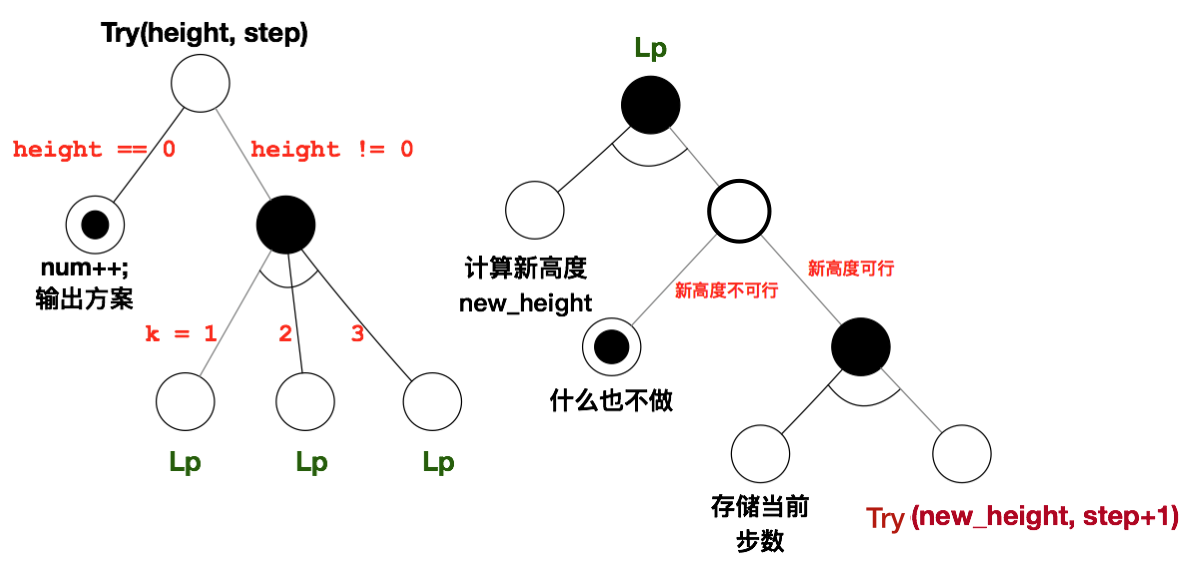 Try(height, step)
height == 0
height != 0
num++;
输出方案
k = 1
2
3
Lp
Lp
Lp
Lp
计算新高度
new_height
新高度不可行
新高度可行
什么也不做
存储当前
步数
Try (new_height, step+1)